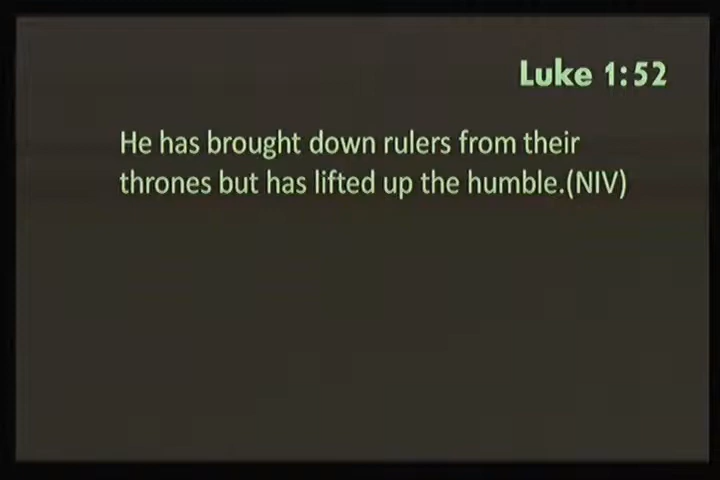 Luke 1:52
He has brought down rulers from their
thrones but has lifted up the humble.(NIV)